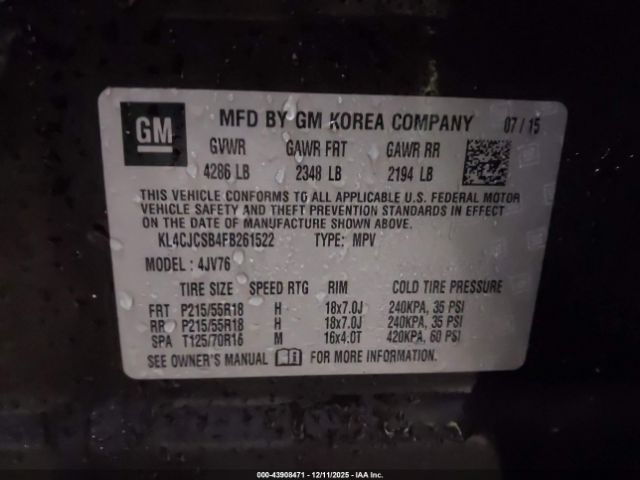 GM
MFD BY GM KOREA COMPANY 07 / 15
GVWR GAWR FRT GAWR RR
4286 LB 2348 LB 2194 LB
THIS VEHICLE CONFORMS TO ALL APPLICABLE U.S. FEDERAL MOTOR
VEHICLE SAFETY AND THEFT PREVENTION STANDARDS IN EFFECT
ON THE DATE OF MANUFACTURE SHOWN ABOVE.
KL4CJCSB4FB261522 TYPE: MPV
MODEL : 4JV76
TIRE SIZE SPEED RTG RIM COLD TIRE PRESSURE
FRT P215/55R18 H 18x7.0J 240KPA, 35 PSI
RR P215/55R18 H 18x7.0J 240KPA, 35 PSI
SPA T125/70R16 M 16x4.0T 420KPA, 60 PSI
SEE OWNER'S MANUAL FOR MORE INFORMATION.
000-43908471 - 12/11/2025 - IAA Inc.